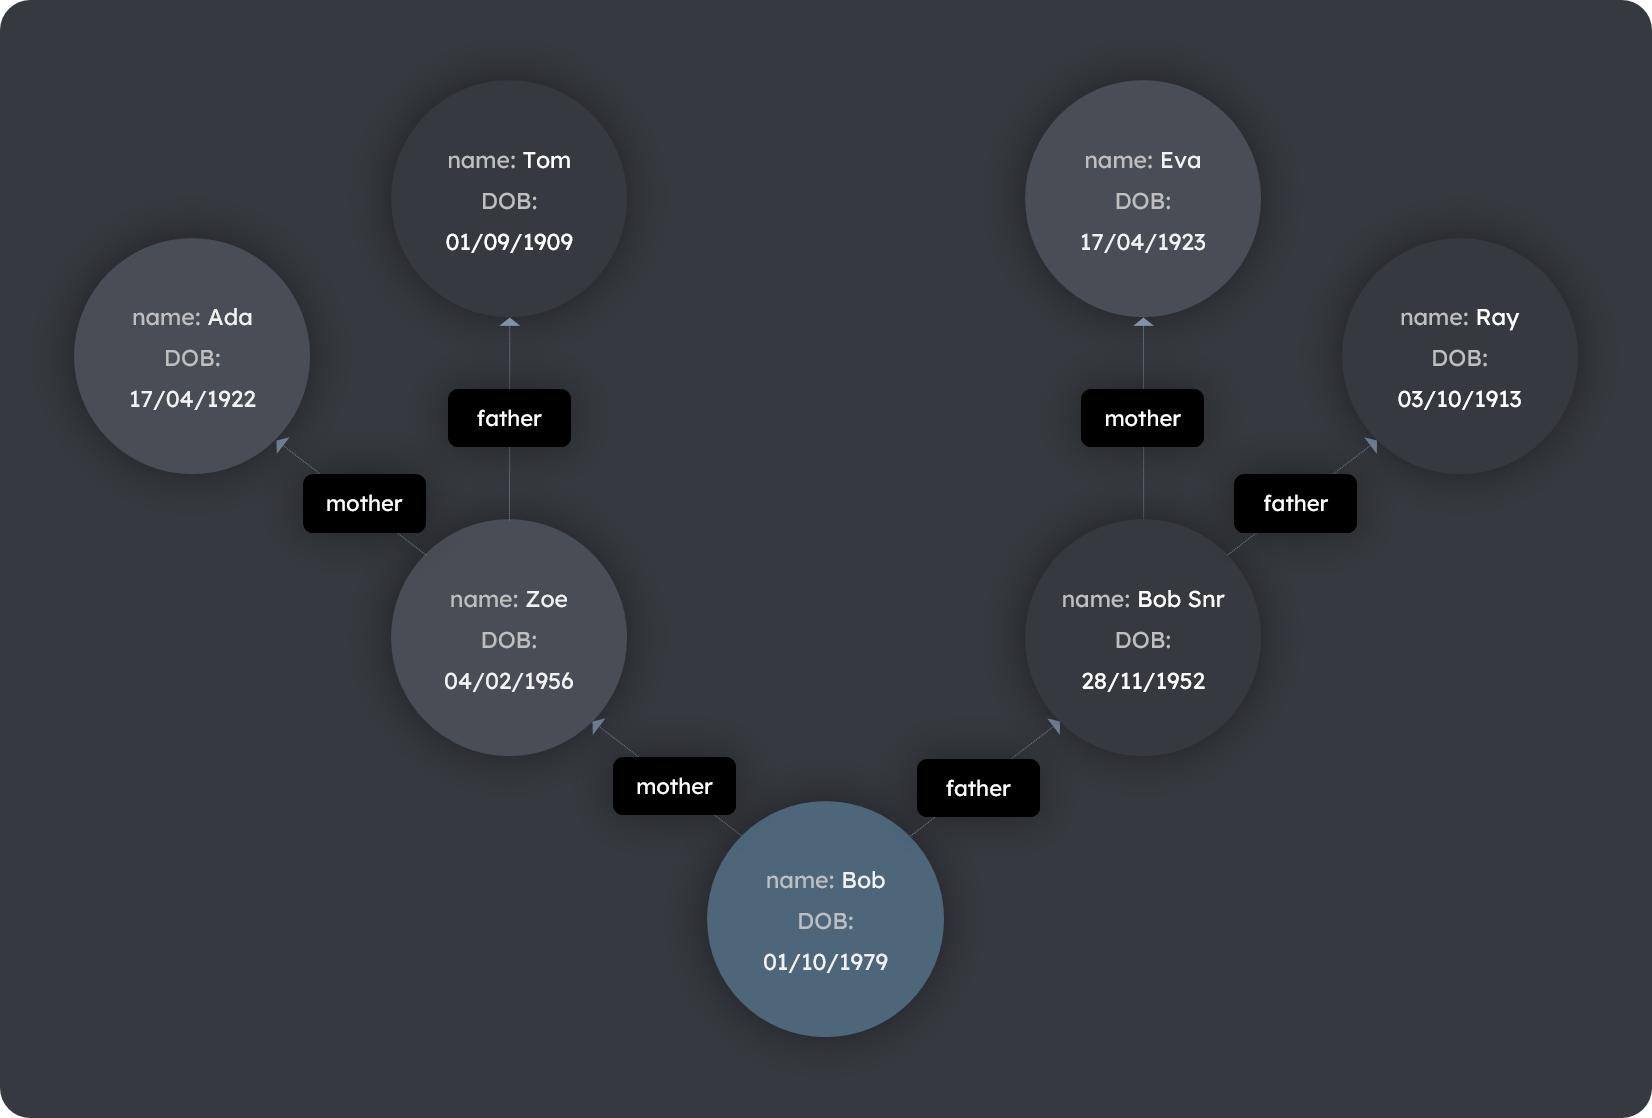 name: Tom
DOB:
01/09/1909
name: Eva
DOB:
17/04/1923
name: Ada
DOB:
17/04/1922
name: Ray
DOB:
03/10/1913
father
mother
mother
father
name: Zoe
DOB:
04/02/1956
name: Bob Snr
DOB:
28/11/1952
mother
father
name: Bob
DOB:
01/10/1979